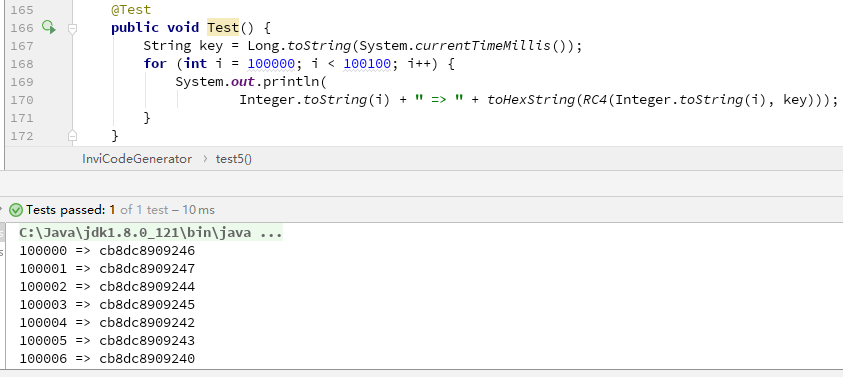 165 @Test
166 public void Test() {
167 String key = Long.toString(System.currentTimeMillis());
168 for (int i = 100000; i < 100100; i++) {
169 System.out.println(
170 Integer.toString(i) + " => " + toHexString(RC4(Integer.toString(i), key)));
171 }
172 }
InviCodeGenerator › test5()
Tests passed: 1 of 1 test – 10 ms
C:\Java\jdk1.8.0_121\bin\java ...
100000 => cb8dc8909246
100001 => cb8dc8909247
100002 => cb8dc8909244
100003 => cb8dc8909245
100004 => cb8dc8909242
100005 => cb8dc8909243
100006 => cb8dc8909240